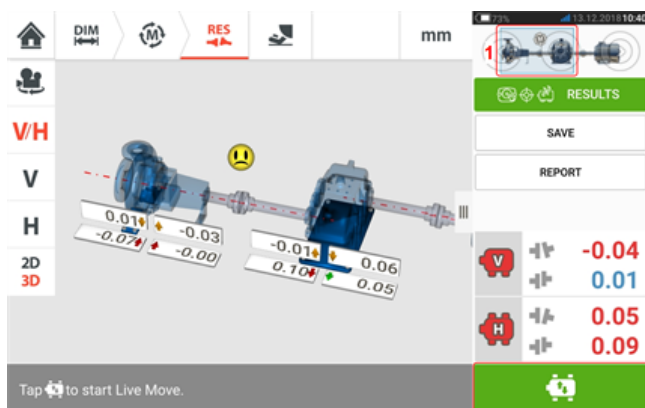 73% 13.12.2018 10:40
DIM
M
RES
mm
1
M
RESULTS
SAVE
REPORT
V/H
V
H
2D
3D
0.01 -0.03
-0.07 -0.00
-0.01 0.06
0.10 0.05
V
-0.04
0.01
H
0.05
0.09
Tap to start Live Move.